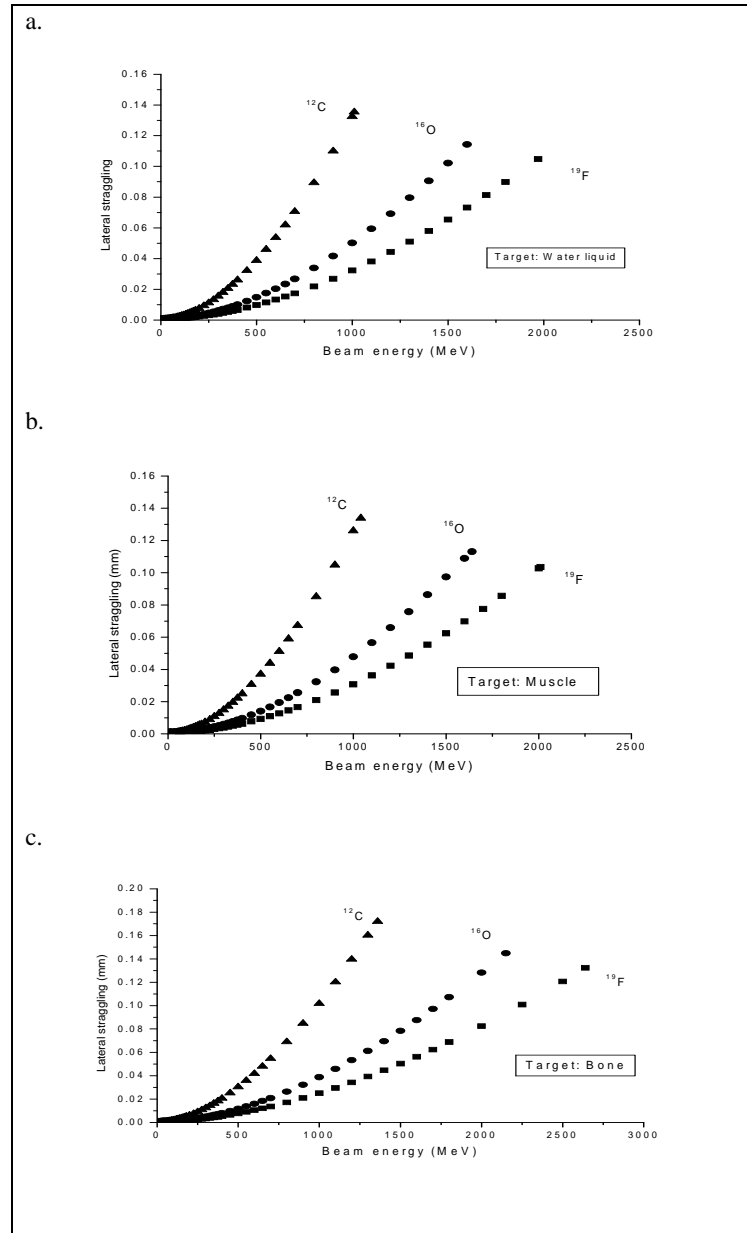 a.
0.16
0.14
0.12
0.10
0.08
0.06
0.04
0.02
0.00
Lateral straggling
¹²C
¹⁶O
¹⁹F
Target: Water liquid
0 500 1000 1500 2000 2500
Beam energy (MeV)
b.
0.16
0.14
0.12
0.10
0.08
0.06
0.04
0.02
0.00
Lateral straggling (mm)
¹²C
¹⁶O
¹⁹F
Target: Muscle
0 500 1000 1500 2000 2500
Beam energy (MeV)
c.
0.20
0.18
0.16
0.14
0.12
0.10
0.08
0.06
0.04
0.02
0.00
Lateral straggling (mm)
¹²C
¹⁶O
¹⁹F
Target: Bone
0 500 1000 1500 2000 2500 3000
Beam energy (MeV)